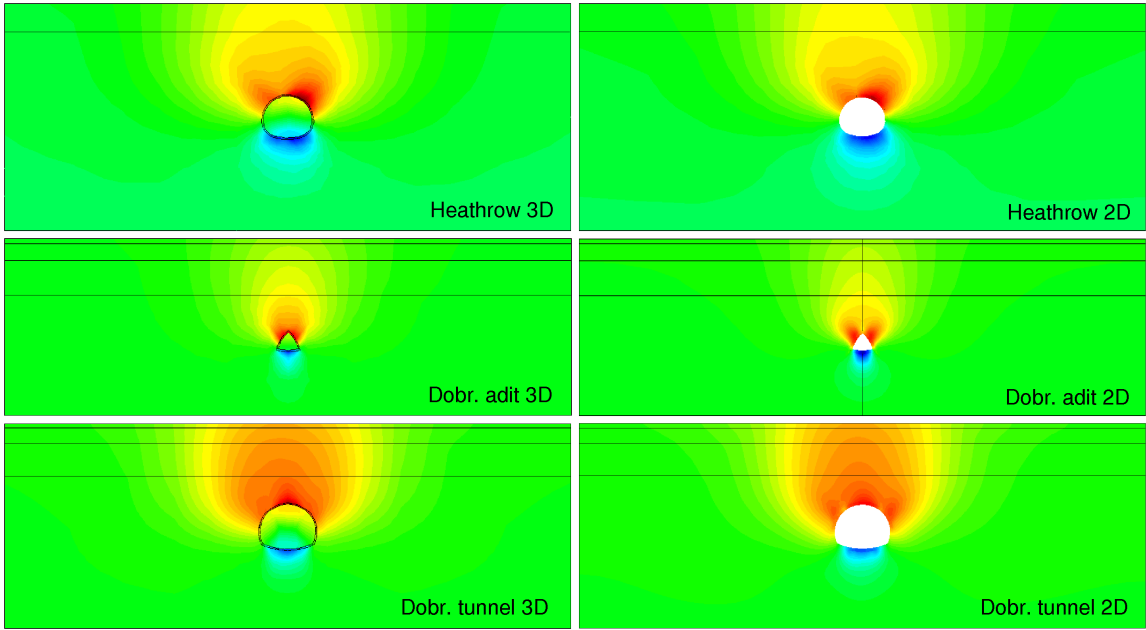 Heathrow 3D
Heathrow 2D
Dobr. adit 3D
Dobr. adit 2D
Dobr. tunnel 3D
Dobr. tunnel 2D